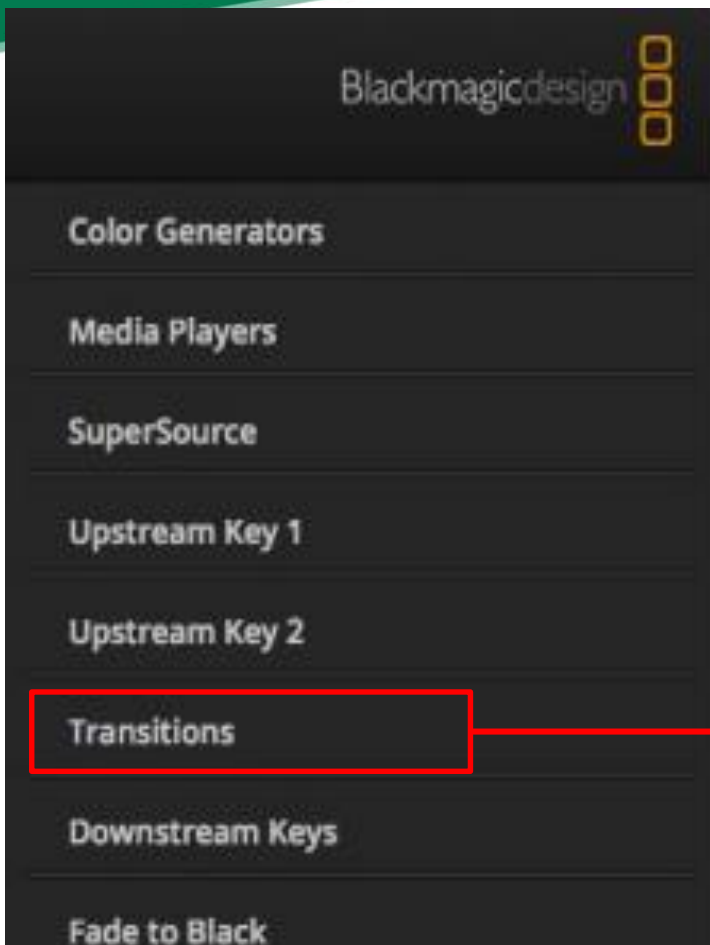 Blackmagicdesign
Color Generators
Media Players
SuperSource
Upstream Key 1
Upstream Key 2
Transitions
Downstream Keys
Fade to Black